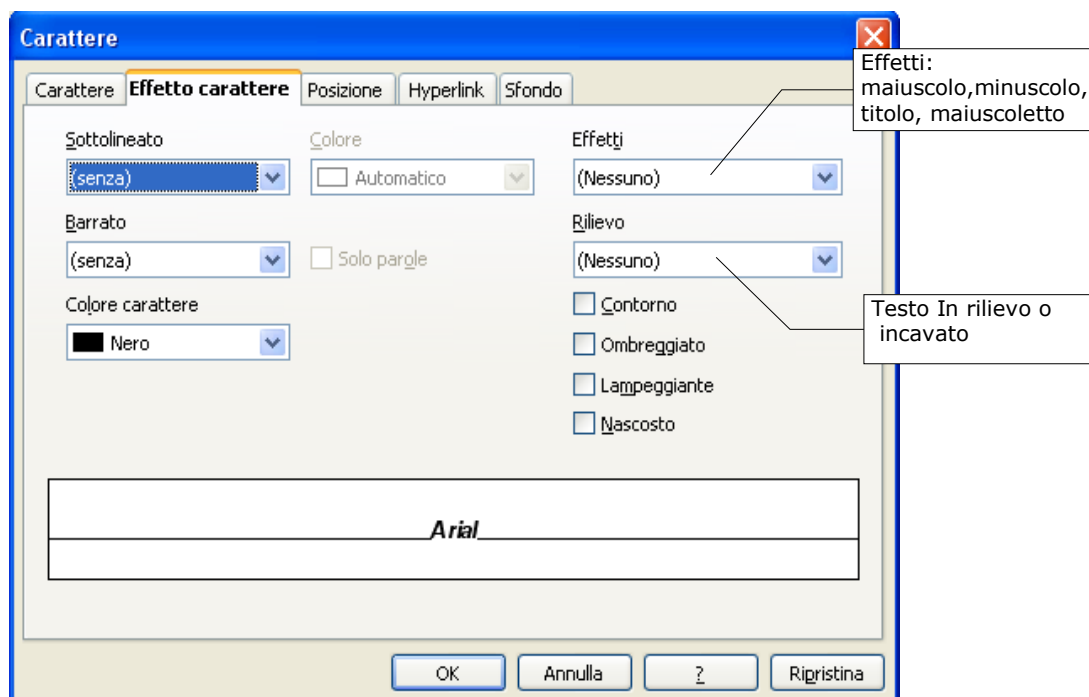 Carattere
Effetti:
maiuscolo,minuscolo,
titolo, maiuscoletto
Carattere Effetto carattere Posizione Hyperlink Sfondo
Sottolineato Colore Effetti
(senza) Automatico (Nessuno)
Barrato Rilievo
(senza) Solo parole (Nessuno)
Colore carattere Contorno
Testo In rilievo o
incavato
Nero Ombreggiato
Lampeggiante
Nascosto
Arial
OK Annulla ? Ripristina